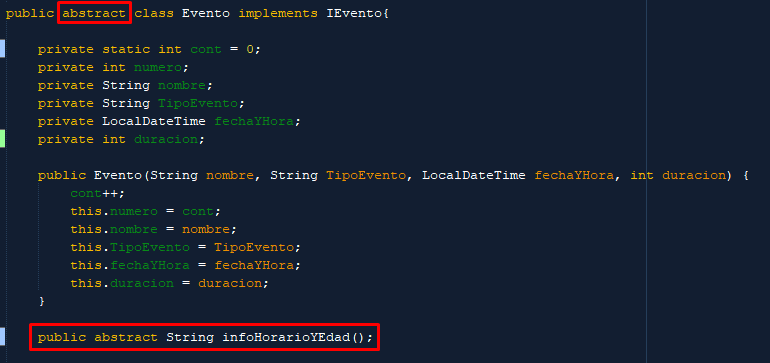 public abstract class Evento implements IEvento{
private static int cont = 0;
private int numero;
private String nombre;
private String TipoEvento;
private LocalDateTime fechaYHora;
private int duracion;
public Evento(String nombre, String TipoEvento, LocalDateTime fechaYHora, int duracion) {
cont++;
this.numero = cont;
this.nombre = nombre;
this.TipoEvento = TipoEvento;
this.fechaYHora = fechaYHora;
this.duracion = duracion;
}
public abstract String infoHorarioYEdad();